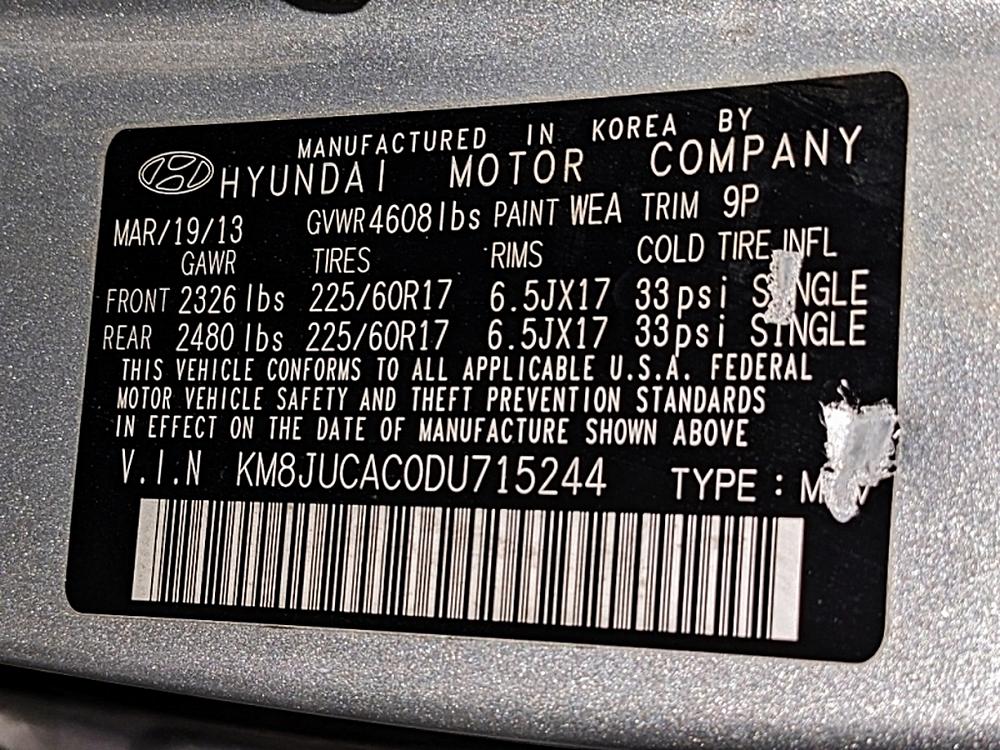 MANUFACTURED IN KOREA BY
HYUNDAI MOTOR COMPANY
MAR/19/13 GVWR 4608lbs PAINT WEA TRIM 9P
GAWR TIRES RIMS COLD TIRE INFL
FRONT 2326 lbs 225/60R17 6.5JX17 33psi SINGLE
REAR 2480 lbs 225/60R17 6.5JX17 33psi SINGLE
THIS VEHICLE CONFORMS TO ALL APPLICABLE U.S.A. FEDERAL
MOTOR VEHICLE SAFETY AND THEFT PREVENTION STANDARDS
IN EFFECT ON THE DATE OF MANUFACTURE SHOWN ABOVE
V.I.N KM8JUCAC0DU715244 TYPE :